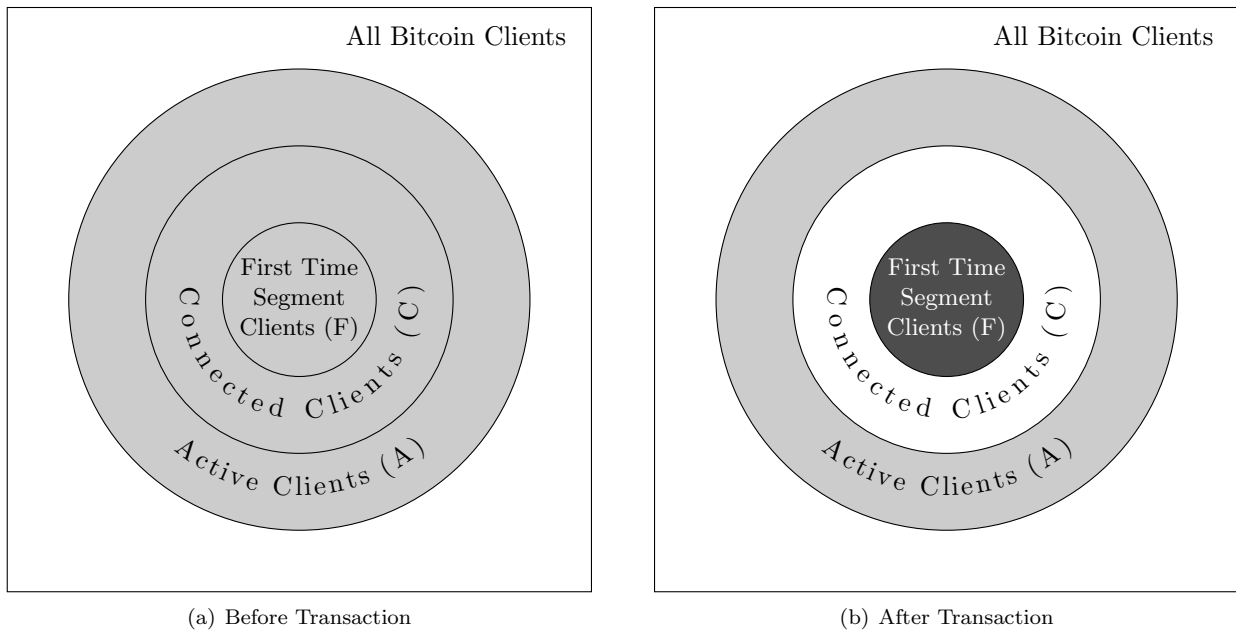 All Bitcoin Clients
First Time
Segment
Clients (F)
Connected Clients (C)
Active Clients (A)
(a) Before Transaction
All Bitcoin Clients
First Time
Segment
Clients (F)
Connected Clients (C)
Active Clients (A)
(b) After Transaction